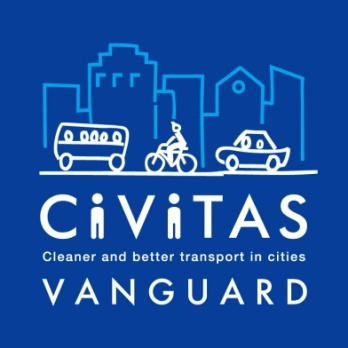 CiViTAS
Cleaner and better transport in cities
VANGUARD